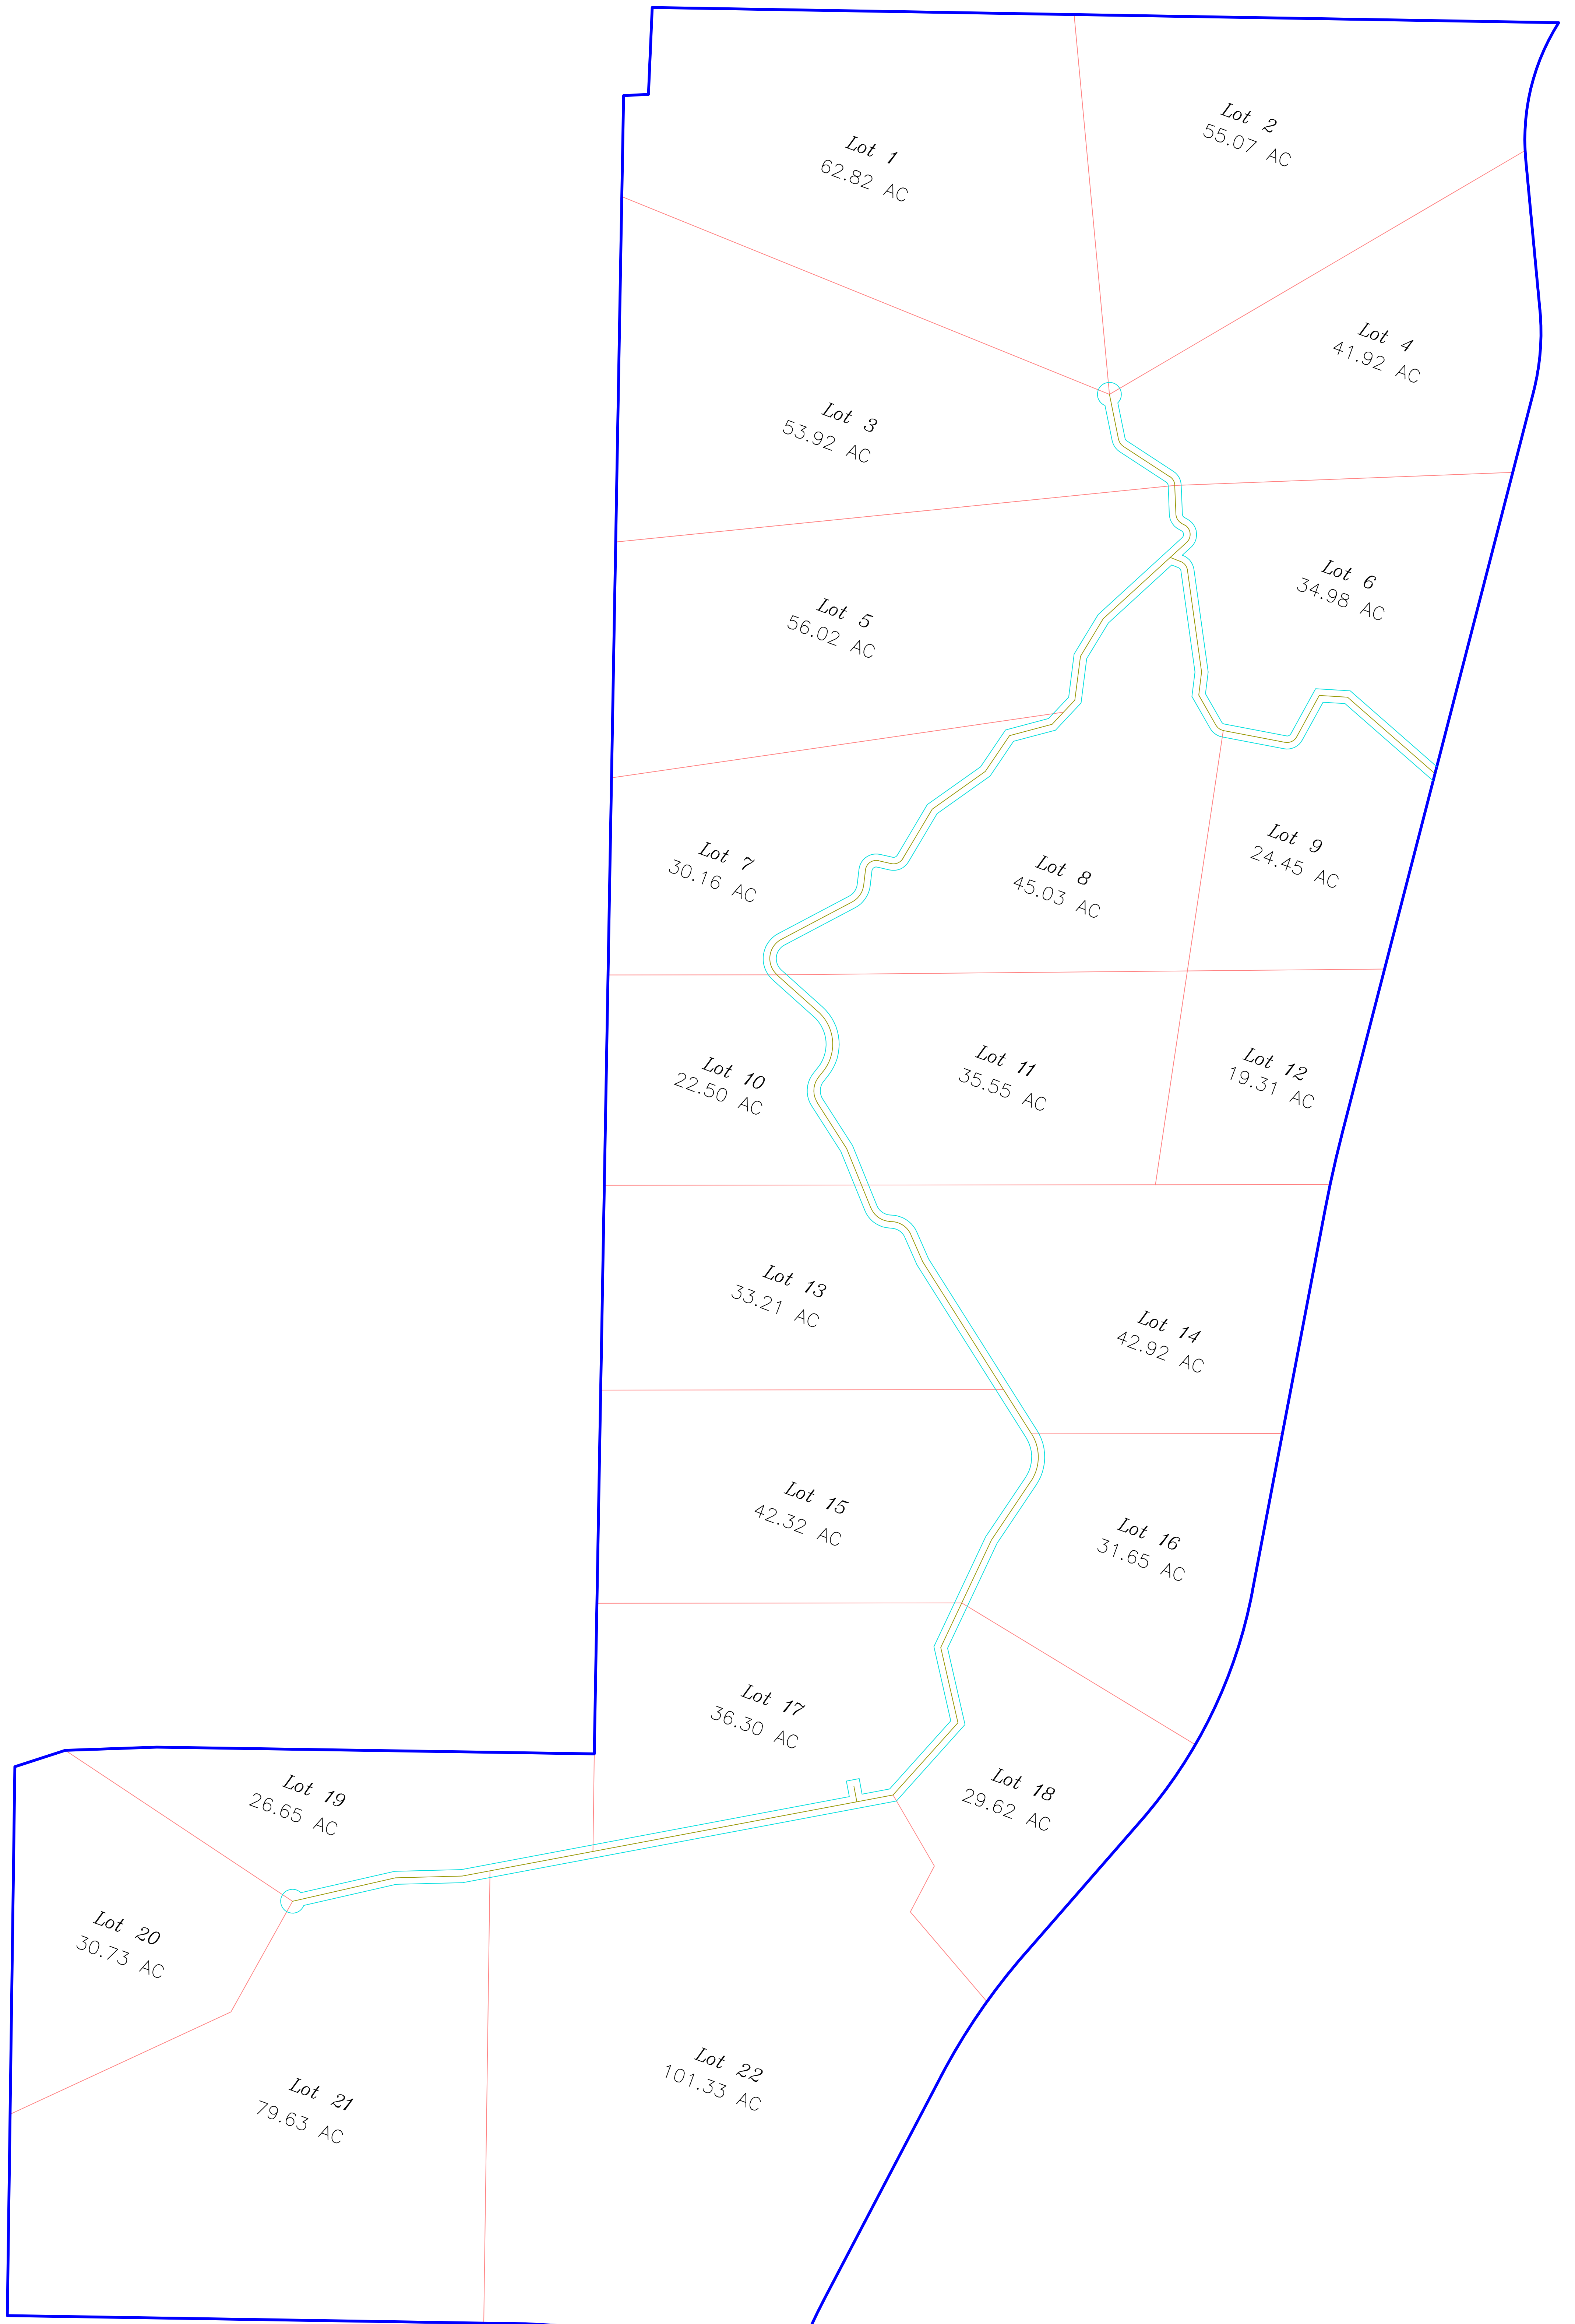 Lot 1
62.82 AC
Lot 2
55.07 AC
Lot 3
53.92 AC
Lot 4
41.92 AC
Lot 5
56.02 AC
Lot 6
34.98 AC
Lot 7
30.16 AC
Lot 8
45.03 AC
Lot 9
24.45 AC
Lot 10
22.50 AC
Lot 11
35.55 AC
Lot 12
19.31 AC
Lot 13
33.21 AC
Lot 14
42.92 AC
Lot 15
42.32 AC
Lot 16
31.65 AC
Lot 17
36.30 AC
Lot 18
29.62 AC
Lot 19
26.65 AC
Lot 20
30.73 AC
Lot 21
79.63 AC
Lot 22
101.33 AC